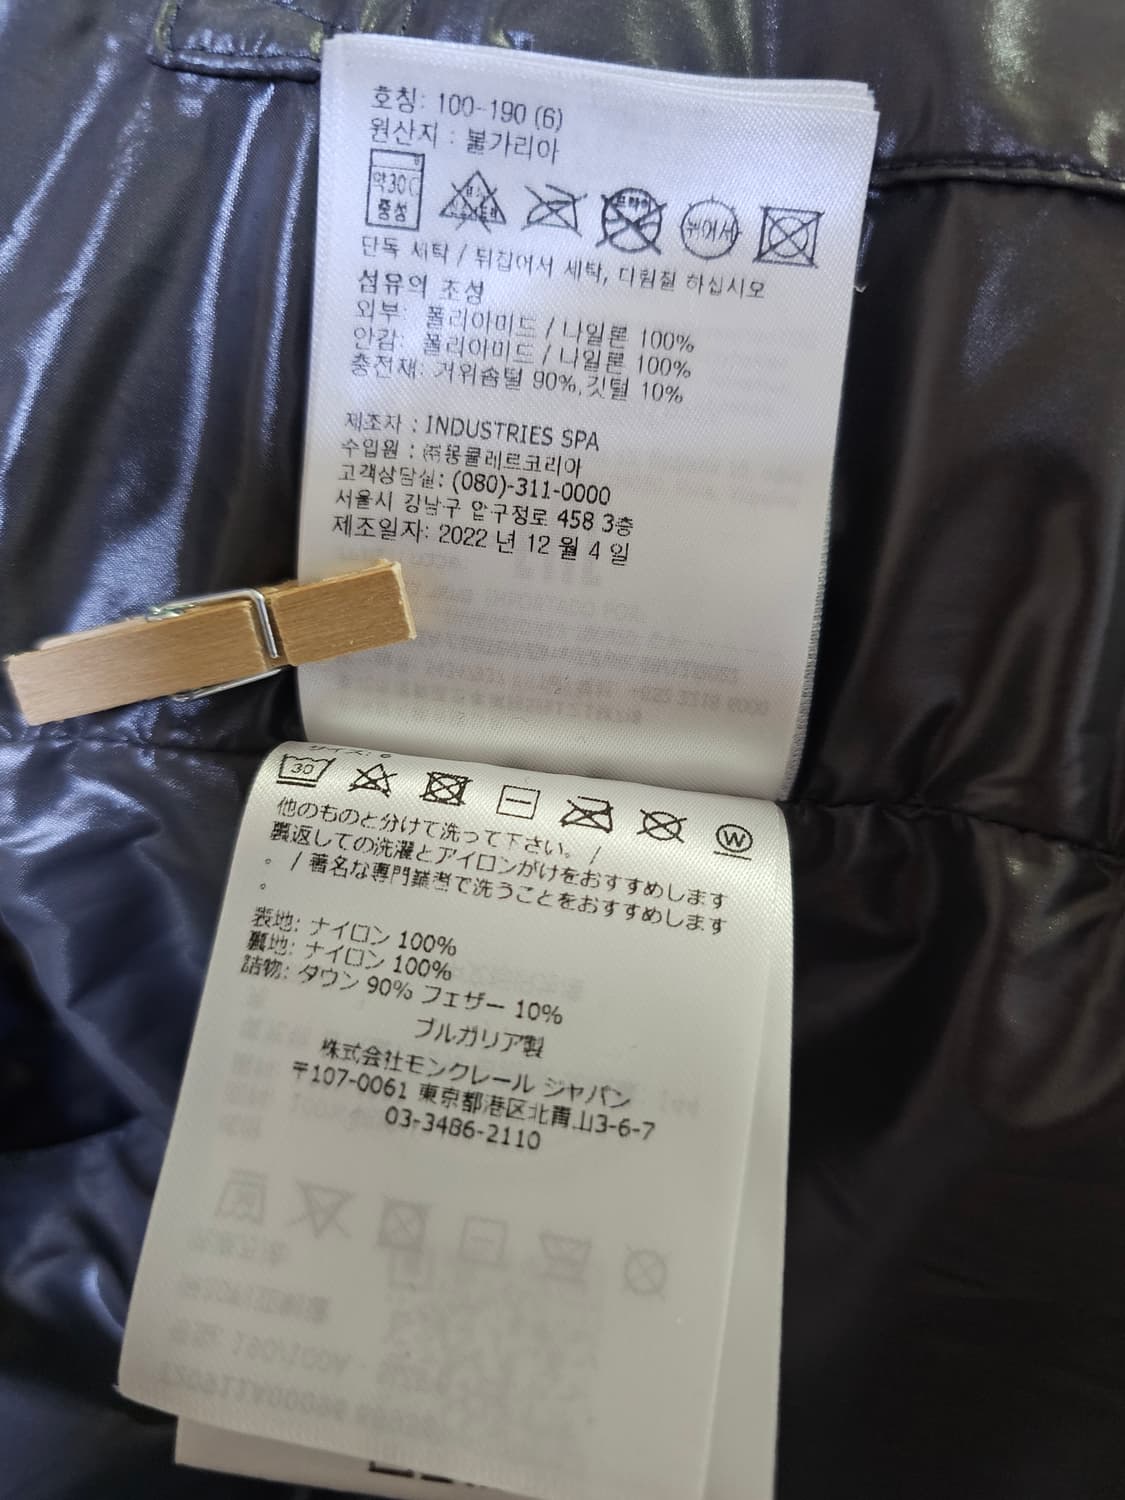 호칭: 100-190 (6)
원산지 : 불가리아
약30℃
중성
드라이
뉘어서
단독 세탁 / 뒤집어서 세탁, 다림질 하십시오
섬유의 조성
외부: 폴리아미드 / 나일론 100%
안감: 폴리아미드 / 나일론 100%
충전재: 거위솜털 90%,깃털 10%
제조자 : INDUSTRIES SPA
수입원 : ㈜몽클레르코리아
고객상담실: (080)-311-0000
서울시 강남구 압구정로 458 3층
제조일자: 2022 년 12 월 4 일
サイズ: 6
30
W
他のものと分けて洗って下さい。 /
裏返しての洗濯とアイロンがけをおすすめします
。 / 著名な専門業者で洗うことをおすすめします
。
表地: ナイロン 100%
裏地: ナイロン 100%
詰物: ダウン 90% フェザー 10%
ブルガリア製
株式会社モンクレール ジャパン
〒107-0061 東京都港区北青山3-6-7
03-3486-2110